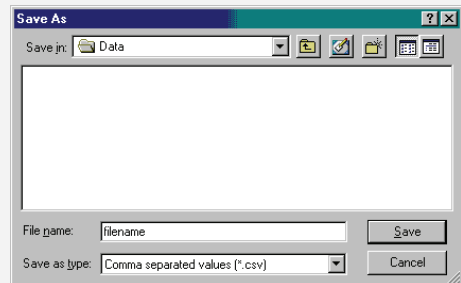 Save As
Save in: Data
File name: filename Save
Save as type: Comma separated values (*.csv) Cancel